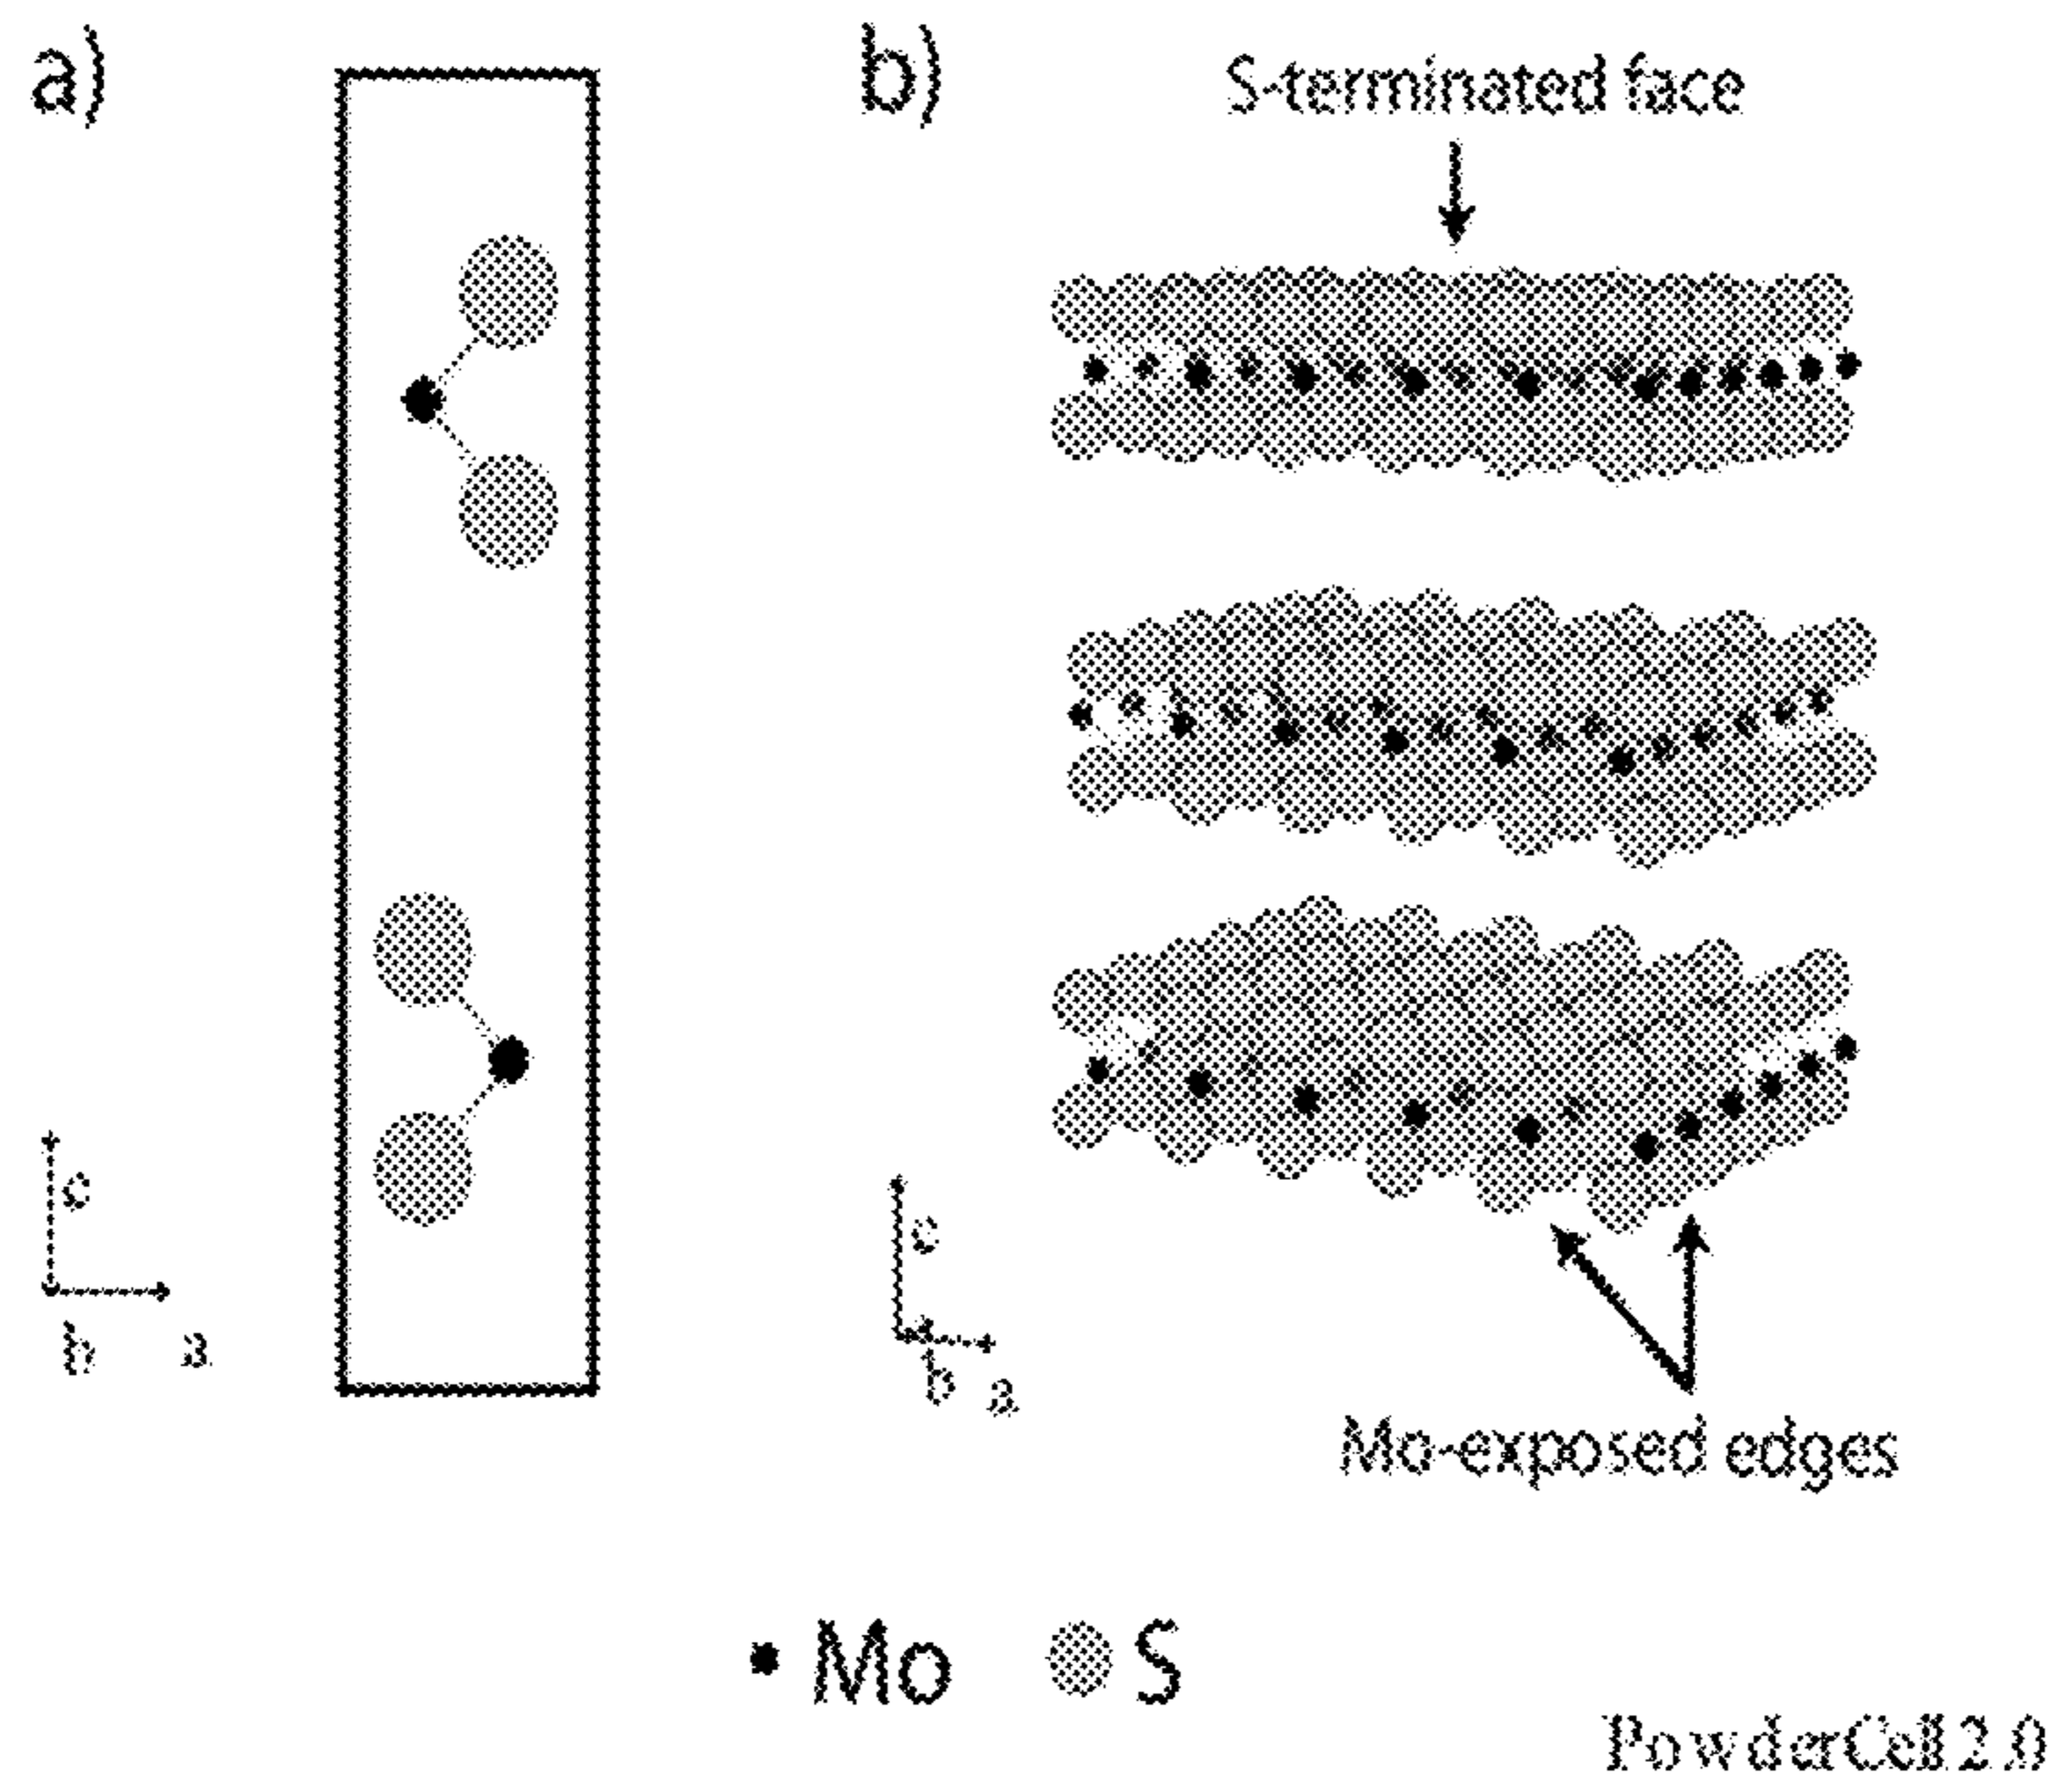 a)
b)
S-terminated face
c
b a
c
b a
Mo-exposed edges
Mo S
PowderCell 2.0